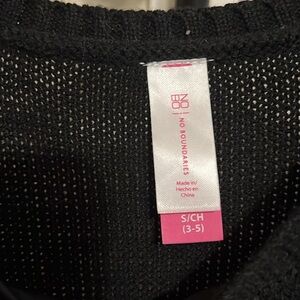 NO BO
NO BOUNDARIES
Made in/
Hecho en
China
S/CH
(3-5)